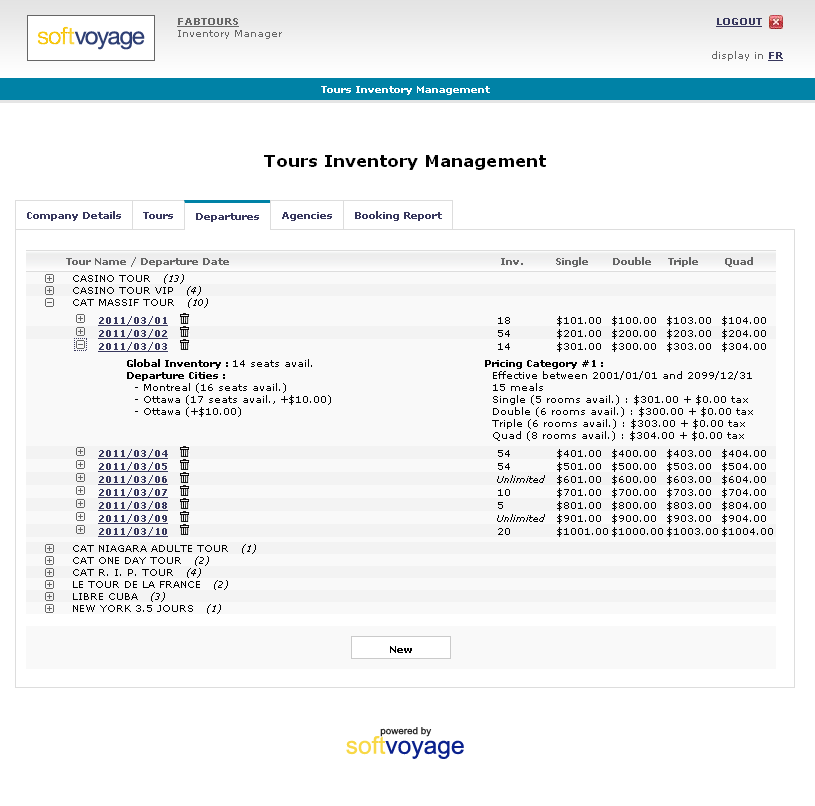 softvoyage
FABTOURS
Inventory Manager
LOGOUT
display in FR
Tours Inventory Management
Tours Inventory Management
Company Details Tours Departures Agencies Booking Report
Tour Name / Departure Date Inv. Single Double Triple Quad
CASINO TOUR (13)
CASINO TOUR VIP (4)
CAT MASSIF TOUR (10)
2011/03/01 18 $101.00 $100.00 $103.00 $104.00
2011/03/02 54 $201.00 $200.00 $203.00 $204.00
2011/03/03 14 $301.00 $300.00 $303.00 $304.00
Global Inventory : 14 seats avail.
Departure Cities :
- Montreal (16 seats avail.)
- Ottawa (17 seats avail., +$10.00)
- Ottawa (+$10.00)
Pricing Category #1 :
Effective between 2001/01/01 and 2099/12/31
15 meals
Single (5 rooms avail.) : $301.00 + $0.00 tax
Double (6 rooms avail.) : $300.00 + $0.00 tax
Triple (6 rooms avail.) : $303.00 + $0.00 tax
Quad (8 rooms avail.) : $304.00 + $0.00 tax
2011/03/04 54 $401.00 $400.00 $403.00 $404.00
2011/03/05 54 $501.00 $500.00 $503.00 $504.00
2011/03/06 Unlimited $601.00 $600.00 $603.00 $604.00
2011/03/07 10 $701.00 $700.00 $703.00 $704.00
2011/03/08 5 $801.00 $800.00 $803.00 $804.00
2011/03/09 Unlimited $901.00 $900.00 $903.00 $904.00
2011/03/10 20 $1001.00 $1000.00 $1003.00 $1004.00
CAT NIAGARA ADULTE TOUR (1)
CAT ONE DAY TOUR (2)
CAT R. I. P. TOUR (4)
LE TOUR DE LA FRANCE (2)
LIBRE CUBA (3)
NEW YORK 3.5 JOURS (1)
New
powered by
softvoyage